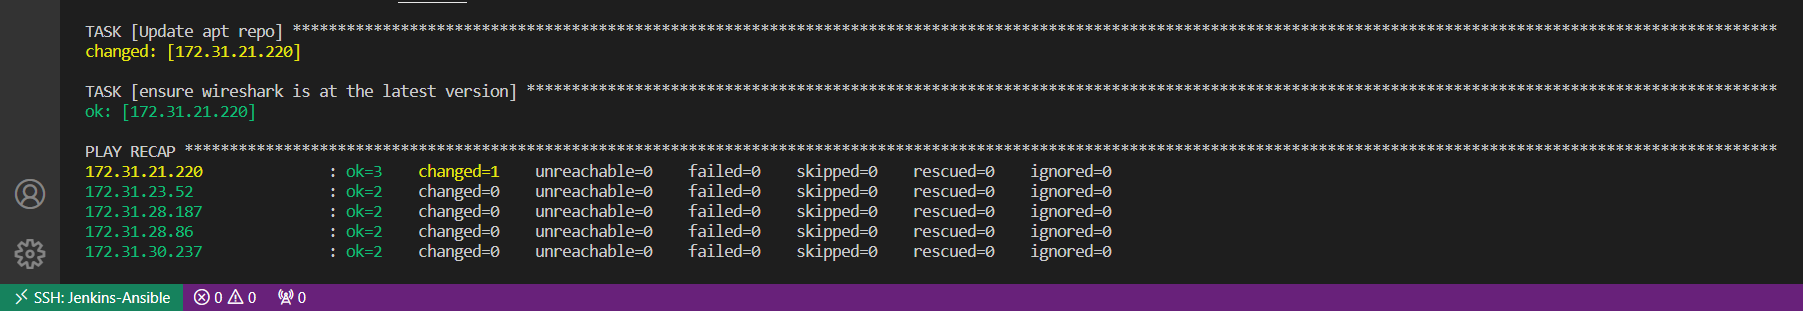 TASK [Update apt repo] *********************************************************************************************************************************************************************
changed: [172.31.21.220]
TASK [ensure wireshark is at the latest version] *******************************************************************************************************************************************
ok: [172.31.21.220]
PLAY RECAP *********************************************************************************************************************************************************************************
172.31.21.220 : ok=3 changed=1 unreachable=0 failed=0 skipped=0 rescued=0 ignored=0
172.31.23.52 : ok=2 changed=0 unreachable=0 failed=0 skipped=0 rescued=0 ignored=0
172.31.28.187 : ok=2 changed=0 unreachable=0 failed=0 skipped=0 rescued=0 ignored=0
172.31.28.86 : ok=2 changed=0 unreachable=0 failed=0 skipped=0 rescued=0 ignored=0
172.31.30.237 : ok=2 changed=0 unreachable=0 failed=0 skipped=0 rescued=0 ignored=0
SSH: Jenkins-Ansible 0 0 0